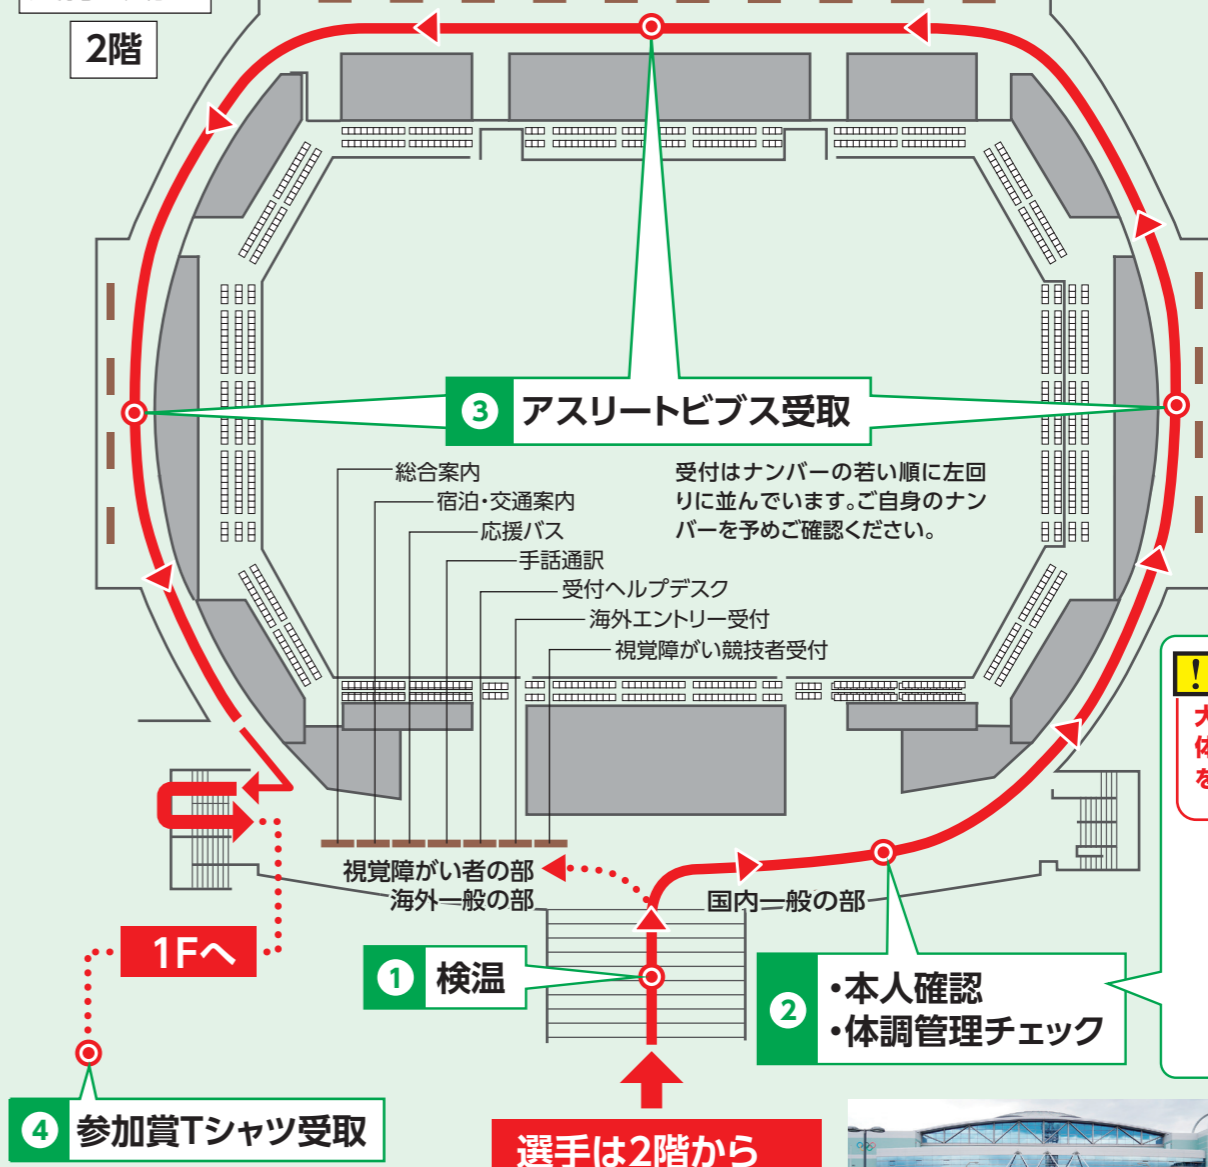 2階
3 アスリートビブス受取
総合案内
宿泊・交通案内
応援バス
手話通訳
受付ヘルプデスク
海外エントリー受付
視覚障がい競技者受付
受付はナンバーの若い順に左回
りに並んでいます。ご自身のナン
バーを予めご確認ください。
!
体
を
視覚障がい者の部
海外一般の部
国内一般の部
1Fへ
1 検温
2 ・本人確認
・体調管理チェック
4 参加賞Tシャツ受取
選手は2階から